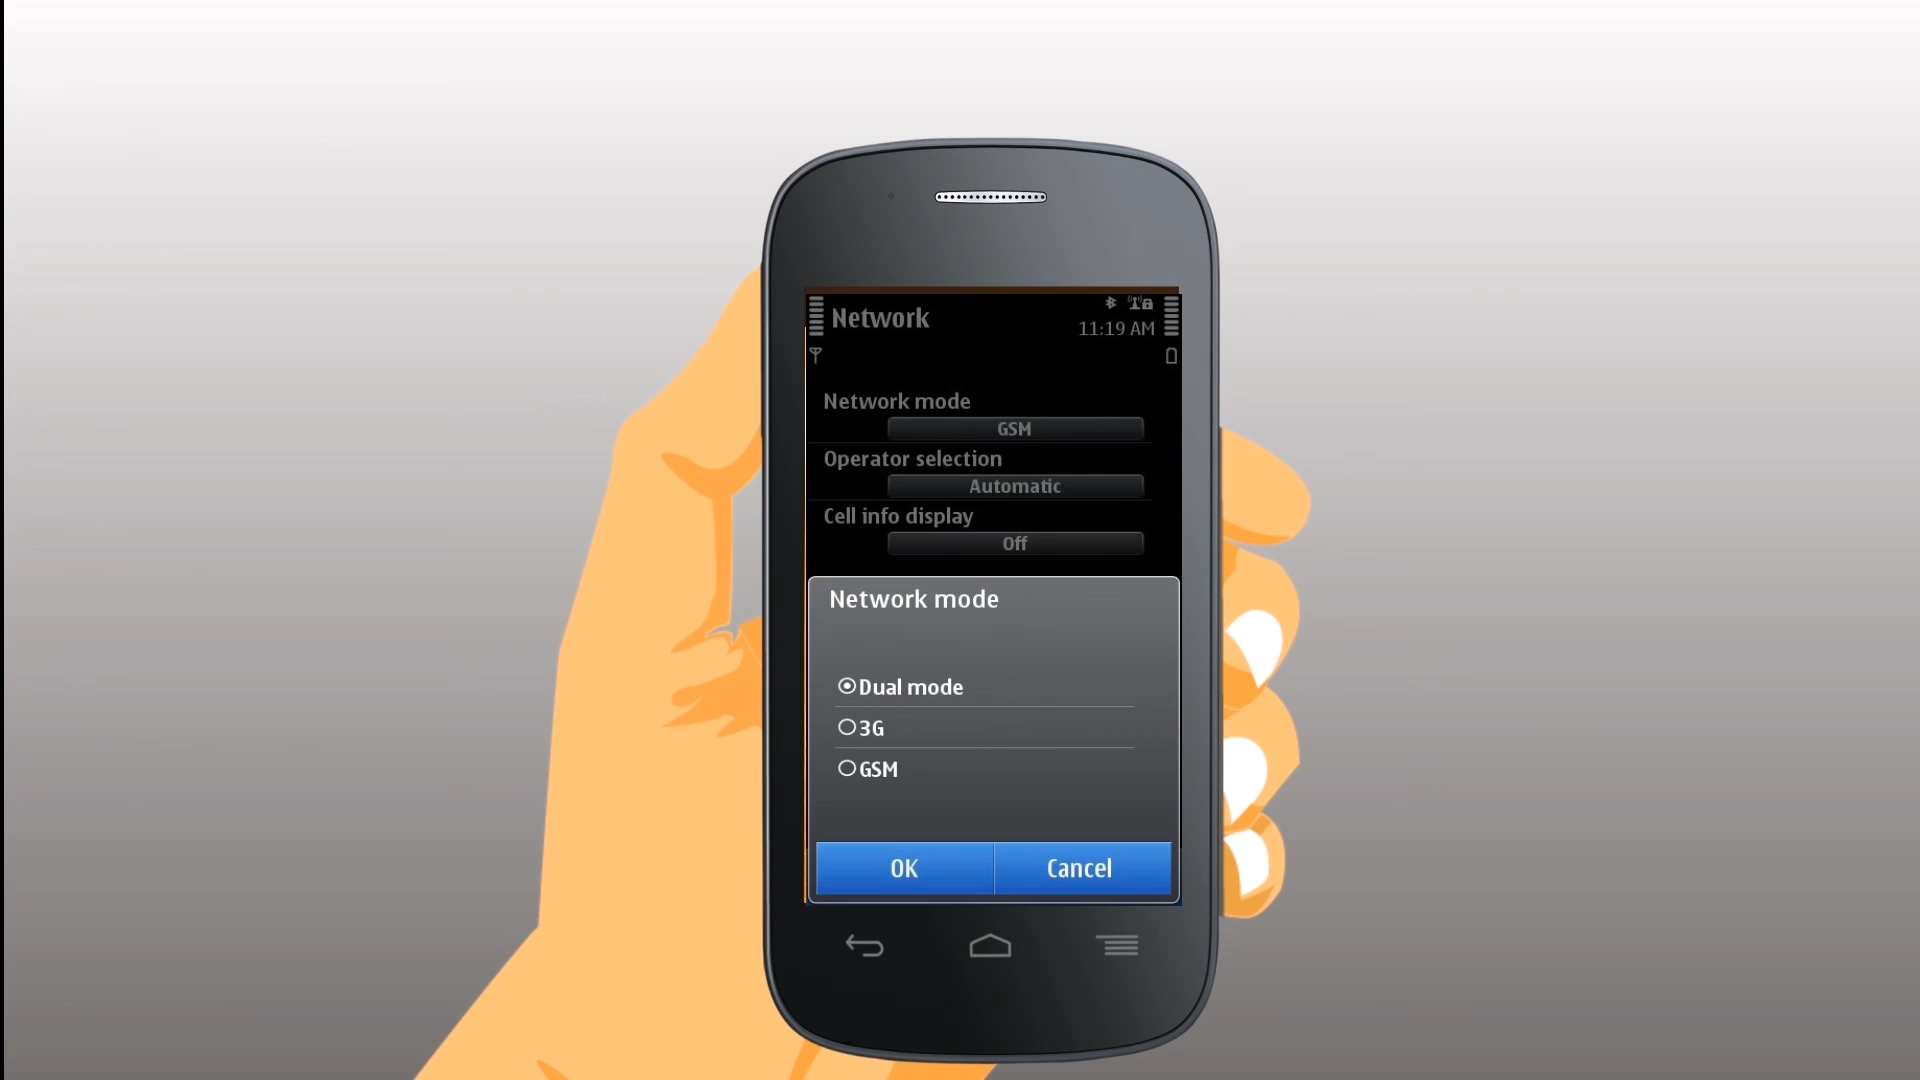 Network
11:19 AM
Network mode
GSM
Operator selection
Automatic
Cell info display
Off
Network mode
Dual mode
3G
GSM
OK
Cancel